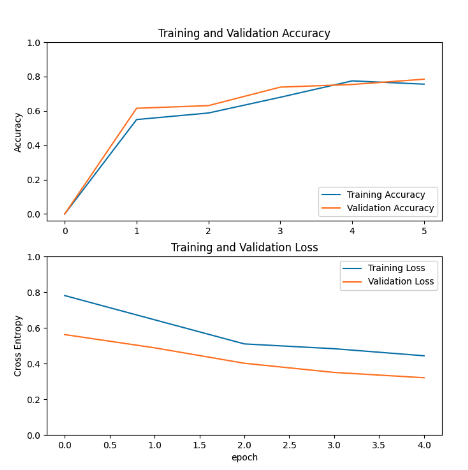 Training and Validation Accuracy
1.0
0.8
0.6
0.4
0.2
0.0
Accuracy
Training Accuracy
Validation Accuracy
0 1 2 3 4 5
Training and Validation Loss
1.0
0.8
0.6
0.4
0.2
0.0
Cross Entropy
Training Loss
Validation Loss
0.0 0.5 1.0 1.5 2.0 2.5 3.0 3.5 4.0
epoch